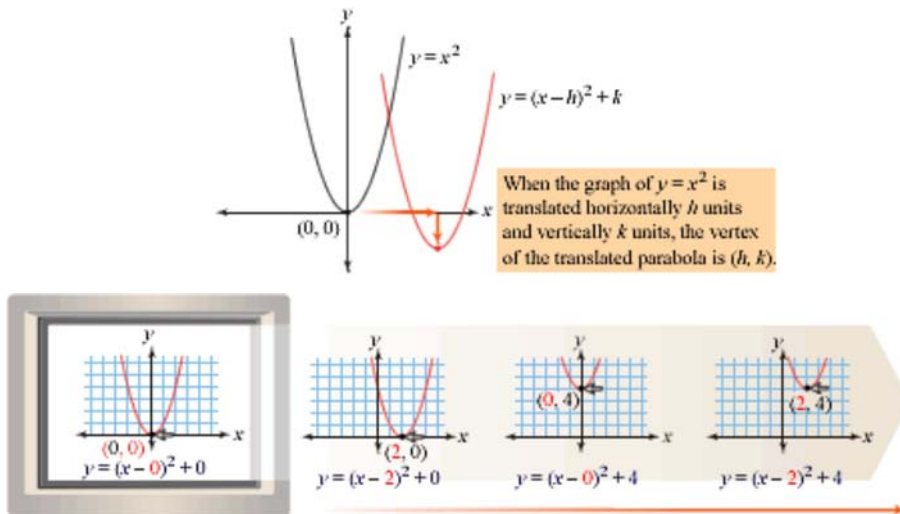 y
y = x²
y = (x − h)² + k
x
(0, 0)
When the graph of y = x² is
translated horizontally h units
and vertically k units, the vertex
of the translated parabola is (h, k).
y
x
(0, 0)
y = (x − 0)² + 0
y
x
(2, 0)
y = (x − 2)² + 0
y
x
(0, 4)
y = (x − 0)² + 4
y
x
(2, 4)
y = (x − 2)² + 4